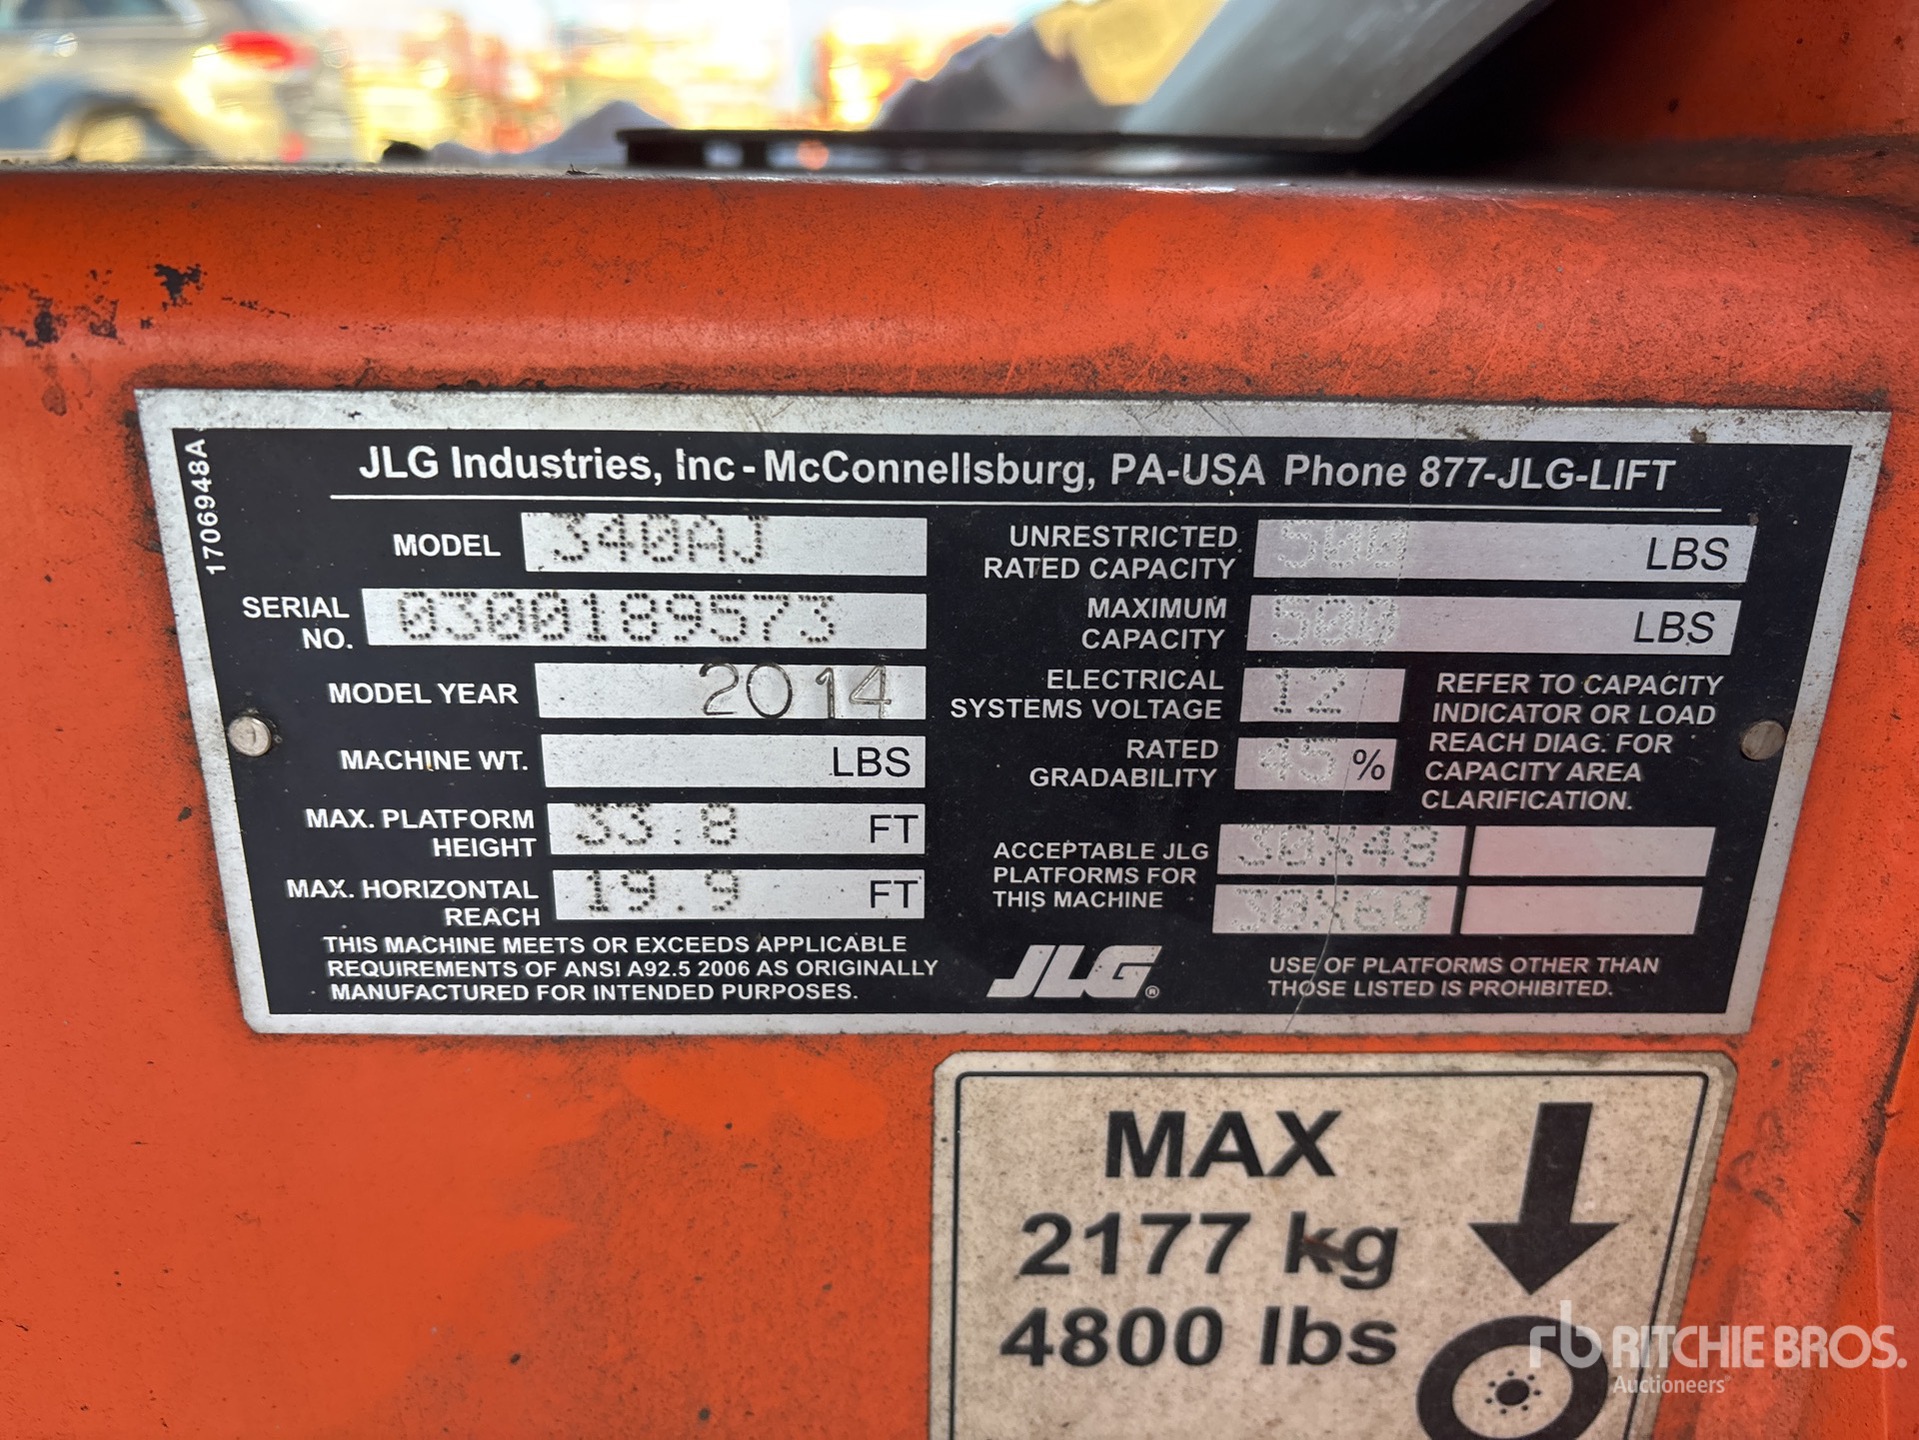 1706948A
JLG Industries, Inc - McConnellsburg, PA-USA Phone 877-JLG-LIFT
MODEL 340AJ
SERIAL NO. 0300189573
MODEL YEAR 2014
MACHINE WT. LBS
MAX. PLATFORM HEIGHT 33.8 FT
MAX. HORIZONTAL REACH 19.9 FT
THIS MACHINE MEETS OR EXCEEDS APPLICABLE
REQUIREMENTS OF ANSI A92.5 2006 AS ORIGINALLY
MANUFACTURED FOR INTENDED PURPOSES.
UNRESTRICTED RATED CAPACITY 500 LBS
MAXIMUM CAPACITY 500 LBS
ELECTRICAL SYSTEMS VOLTAGE 12
RATED GRADABILITY 45 %
REFER TO CAPACITY
INDICATOR OR LOAD
REACH DIAG. FOR
CAPACITY AREA
CLARIFICATION.
ACCEPTABLE JLG
PLATFORMS FOR
THIS MACHINE
30X48
30X60
JLG®
USE OF PLATFORMS OTHER THAN
THOSE LISTED IS PROHIBITED.
MAX
2177 kg
4800 lbs
rb RITCHIE BROS.
Auctioneers